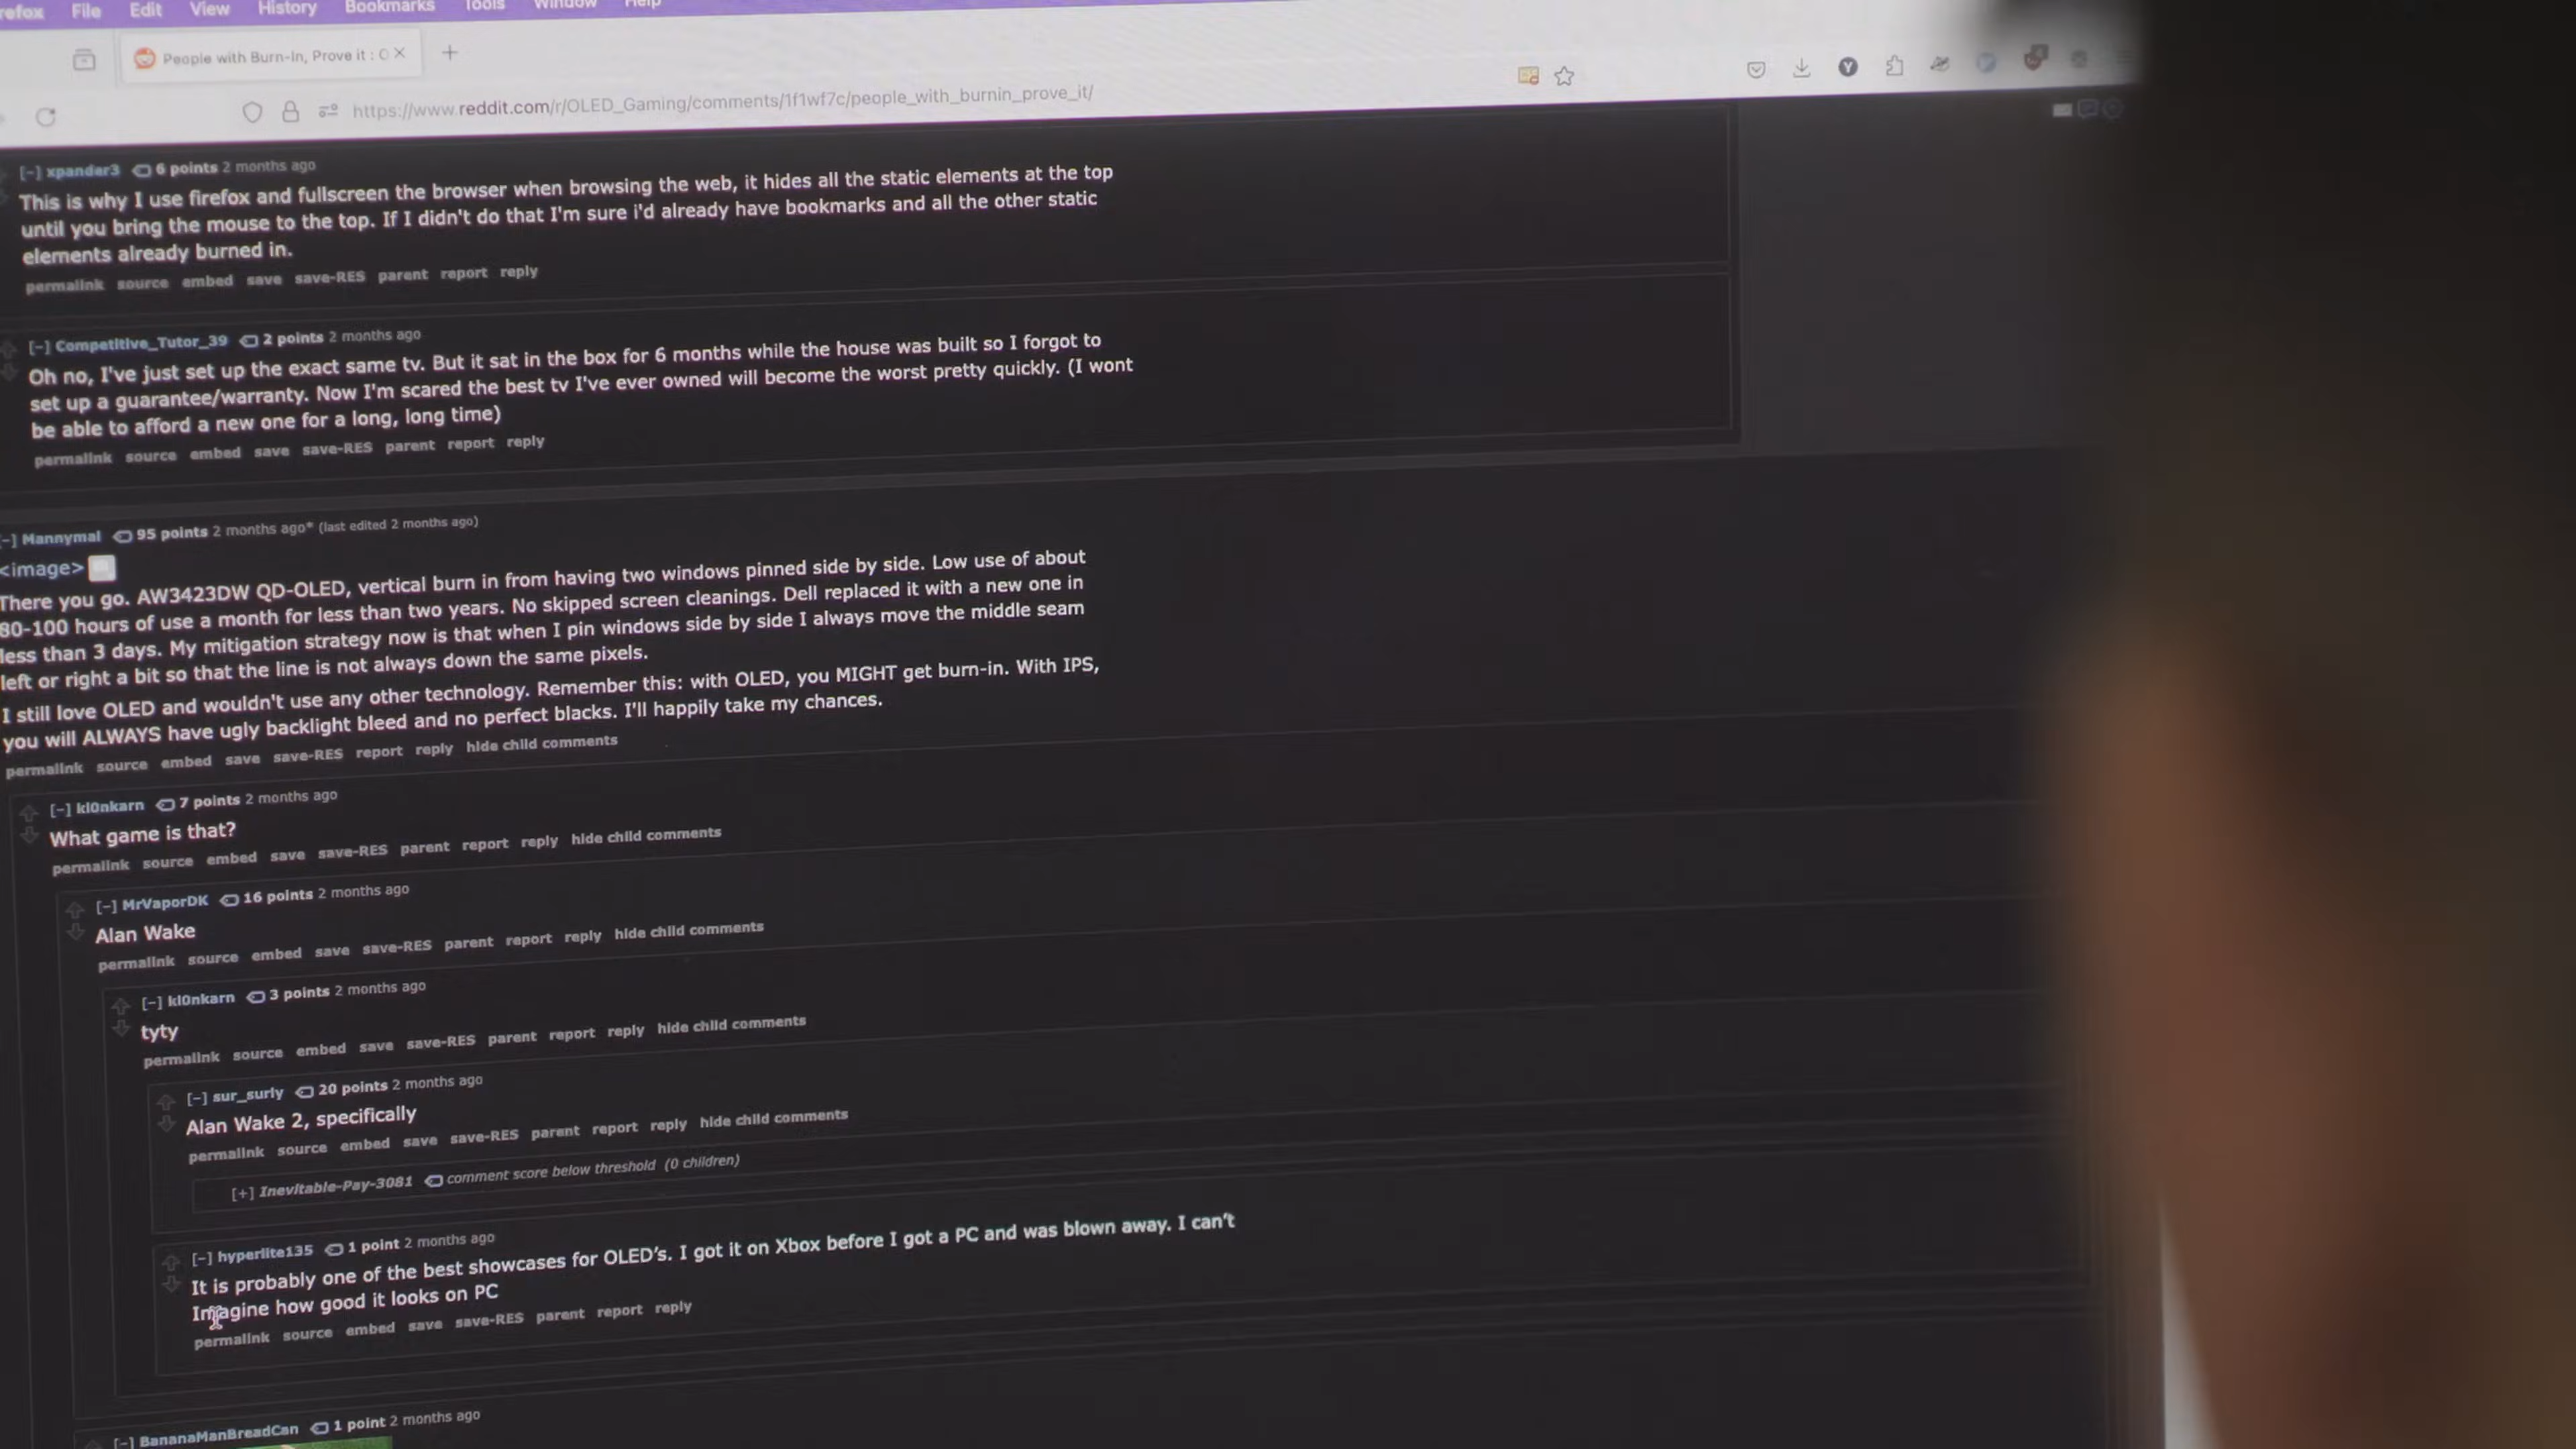 File Edit View History Bookmarks Tools Window Help
People with Burn-In, Prove it :
https://www.reddit.com/r/OLED_Gaming/comments/1f1wf7c/people_with_burnin_prove_it/
[-] xpander3 6 points 2 months ago
This is why I use firefox and fullscreen the browser when browsing the web, it hides all the static elements at the top
until you bring the mouse to the top. If I didn't do that I'm sure i'd already have bookmarks and all the other static
elements already burned in.
permalink source embed save save-RES parent report reply
[-] Competitive_Tutor_39 2 points 2 months ago
Oh no, I've just set up the exact same tv. But it sat in the box for 6 months while the house was built so I forgot to
set up a guarantee/warranty. Now I'm scared the best tv I've ever owned will become the worst pretty quickly. (I wont
be able to afford a new one for a long, long time)
permalink source embed save save-RES parent report reply
[-] Mannymal 95 points 2 months ago* (last edited 2 months ago)
<image>
There you go. AW3423DW QD-OLED, vertical burn in from having two windows pinned side by side. Low use of about
80-100 hours of use a month for less than two years. No skipped screen cleanings. Dell replaced it with a new one in
less than 3 days. My mitigation strategy now is that when I pin windows side by side I always move the middle seam
left or right a bit so that the line is not always down the same pixels.
I still love OLED and wouldn't use any other technology. Remember this: with OLED, you MIGHT get burn-in. With IPS,
you will ALWAYS have ugly backlight bleed and no perfect blacks. I'll happily take my chances.
permalink source embed save save-RES report reply hide child comments
[-] kl0nkarn 7 points 2 months ago
What game is that?
permalink source embed save save-RES parent report reply hide child comments
[-] MrVaporDK 16 points 2 months ago
Alan Wake
permalink source embed save save-RES parent report reply hide child comments
[-] kl0nkarn 3 points 2 months ago
tyty
permalink source embed save save-RES parent report reply hide child comments
[-] sur_surly 20 points 2 months ago
Alan Wake 2, specifically
permalink source embed save save-RES parent report reply hide child comments
[+] Inevitable-Pay-3081 comment score below threshold (0 children)
[-] hyperlite135 1 point 2 months ago
It is probably one of the best showcases for OLED's. I got it on Xbox before I got a PC and was blown away. I can't
Imagine how good it looks on PC
permalink source embed save save-RES parent report reply
[-] BananaManBreadCan 1 point 2 months ago